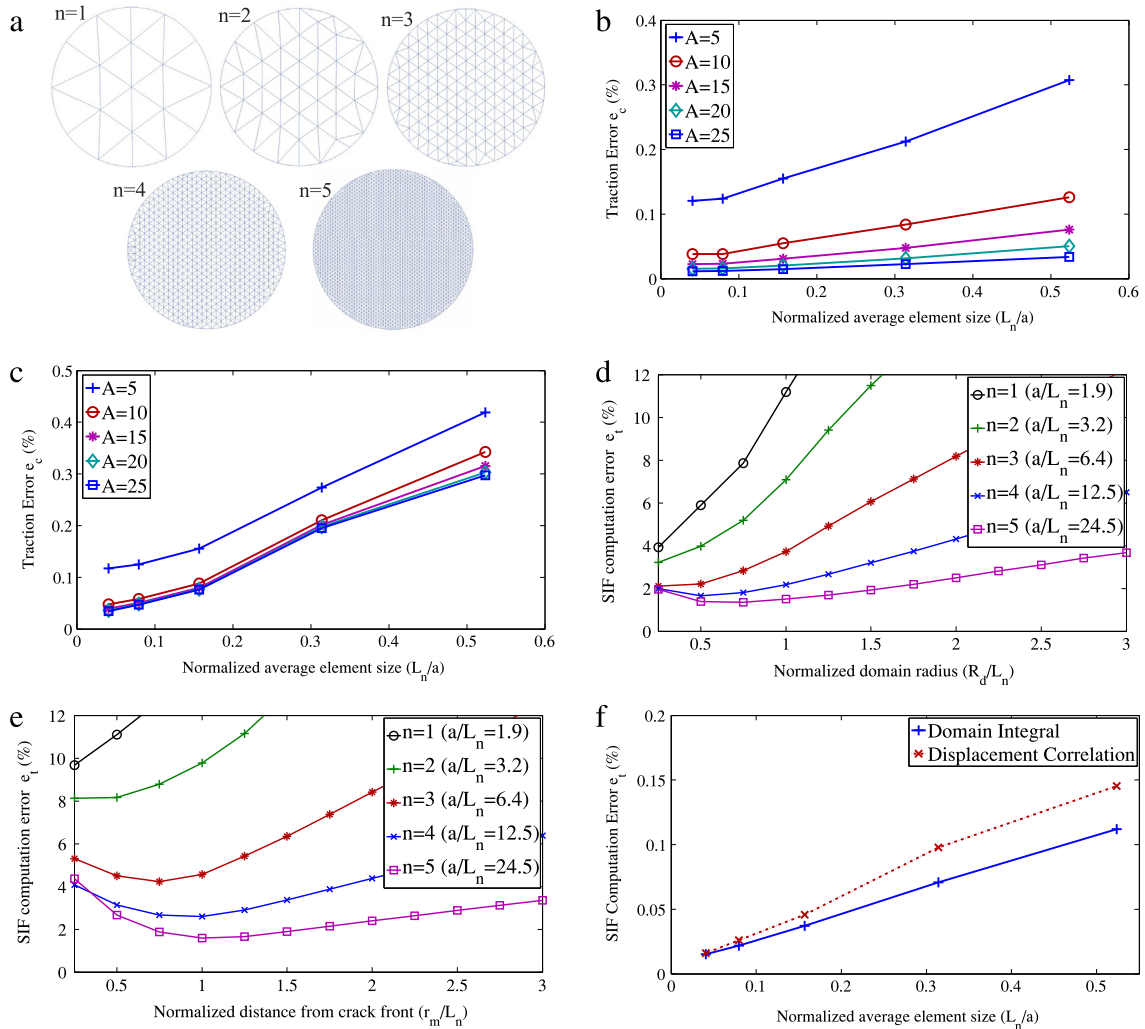 a
n=1
n=2
n=3
n=4
n=5
b
Traction Error e_c (%)
0.4
0.3
0.2
0.1
0
A=5
A=10
A=15
A=20
A=25
0 0.1 0.2 0.3 0.4 0.5 0.6
Normalized average element size (L_n/a)
c
Traction Error e_c (%)
0.5
0.4
0.3
0.2
0.1
0
A=5
A=10
A=15
A=20
A=25
0 0.1 0.2 0.3 0.4 0.5 0.6
Normalized average element size (L_n/a)
d
SIF computation error e_t (%)
12
10
8
6
4
2
0
n=1 (a/L_n=1.9)
n=2 (a/L_n=3.2)
n=3 (a/L_n=6.4)
n=4 (a/L_n=12.5)
n=5 (a/L_n=24.5)
0.5 1 1.5 2 2.5 3
Normalized domain radius (R_d/L_n)
e
SIF computation error e_t (%)
12
10
8
6
4
2
0
n=1 (a/L_n=1.9)
n=2 (a/L_n=3.2)
n=3 (a/L_n=6.4)
n=4 (a/L_n=12.5)
n=5 (a/L_n=24.5)
0.5 1 1.5 2 2.5 3
Normalized distance from crack front (r_m/L_n)
f
SIF Computation Error e_t (%)
0.2
0.15
0.1
0.05
0
Domain Integral
Displacement Correlation
0 0.1 0.2 0.3 0.4 0.5
Normalized average element size (L_n/a)